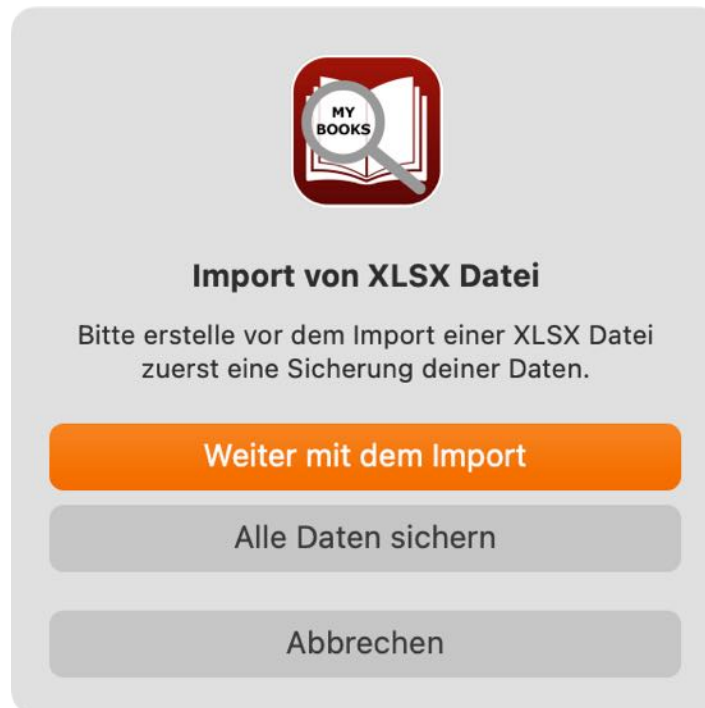 MY
BOOKS
Import von XLSX Datei
Bitte erstelle vor dem Import einer XLSX Datei
zuerst eine Sicherung deiner Daten.
Weiter mit dem Import
Alle Daten sichern
Abbrechen